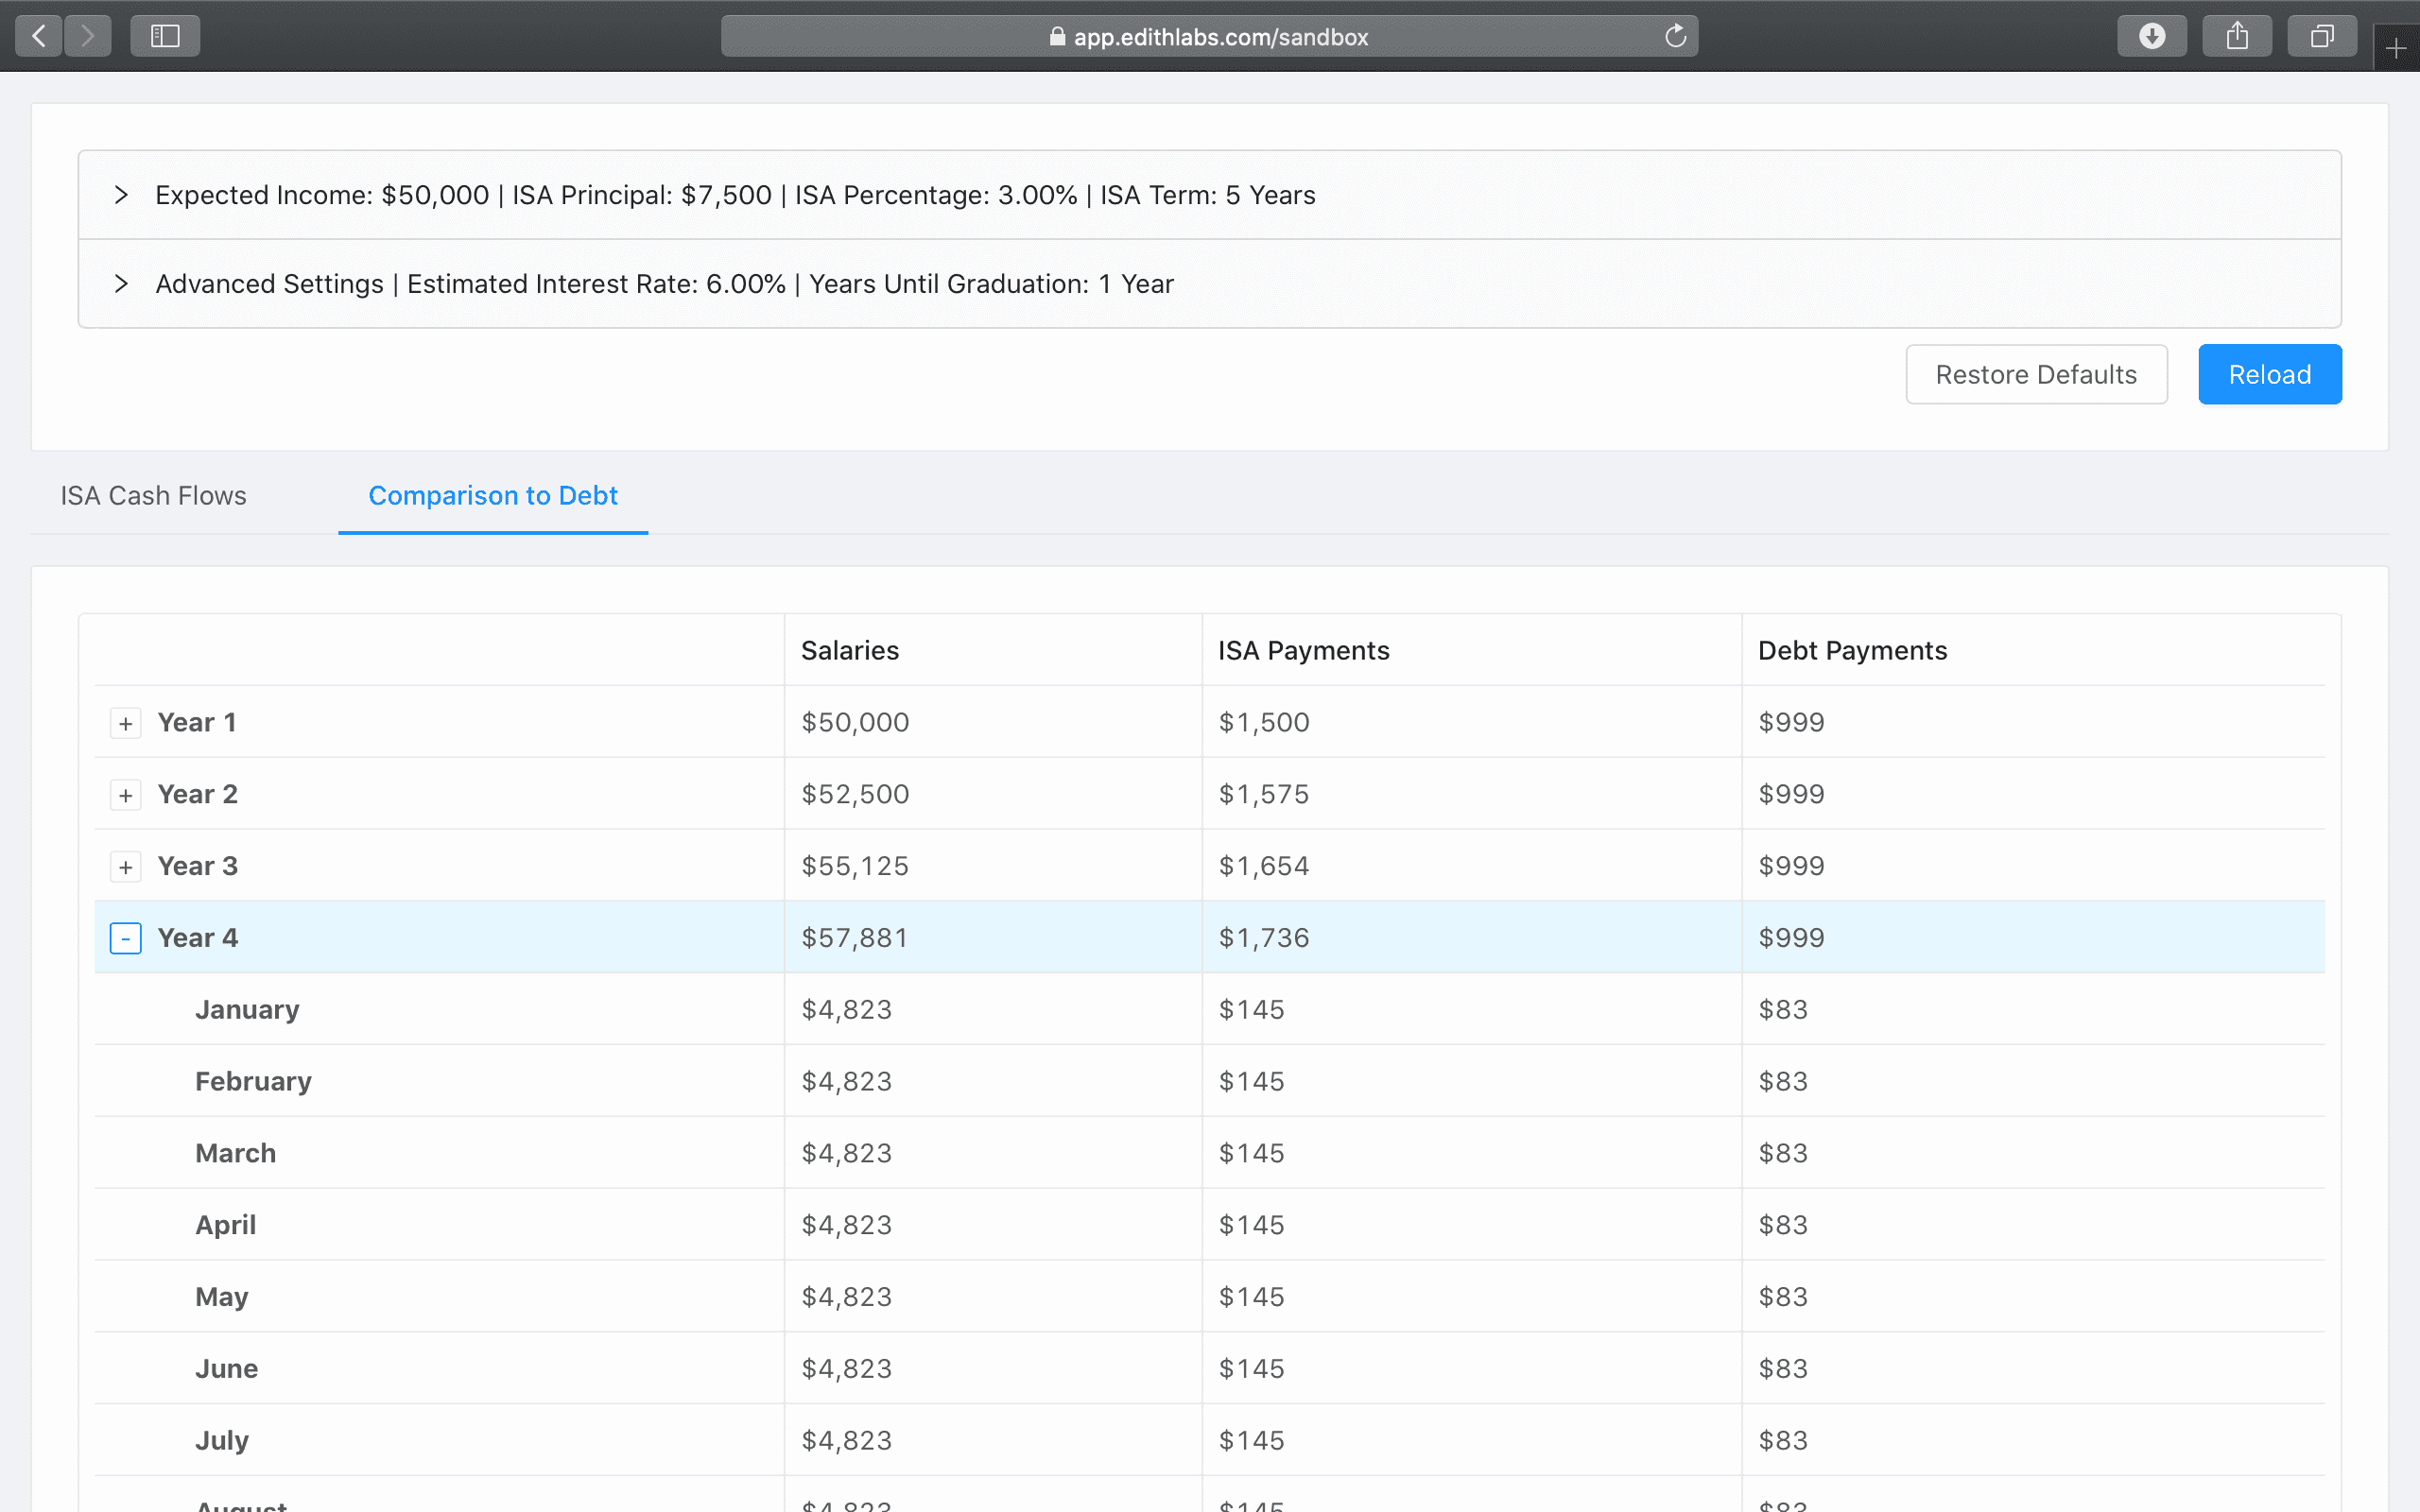 app.edithlabs.com/sandbox
Expected Income: $50,000 | ISA Principal: $7,500 | ISA Percentage: 3.00% | ISA Term: 5 Years
Advanced Settings | Estimated Interest Rate: 6.00% | Years Until Graduation: 1 Year
Restore Defaults Reload
ISA Cash Flows Comparison to Debt
Salaries ISA Payments Debt Payments
+ Year 1 $50,000 $1,500 $999
+ Year 2 $52,500 $1,575 $999
+ Year 3 $55,125 $1,654 $999
- Year 4 $57,881 $1,736 $999
January $4,823 $145 $83
February $4,823 $145 $83
March $4,823 $145 $83
April $4,823 $145 $83
May $4,823 $145 $83
June $4,823 $145 $83
July $4,823 $145 $83
August $4,823 $145 $83